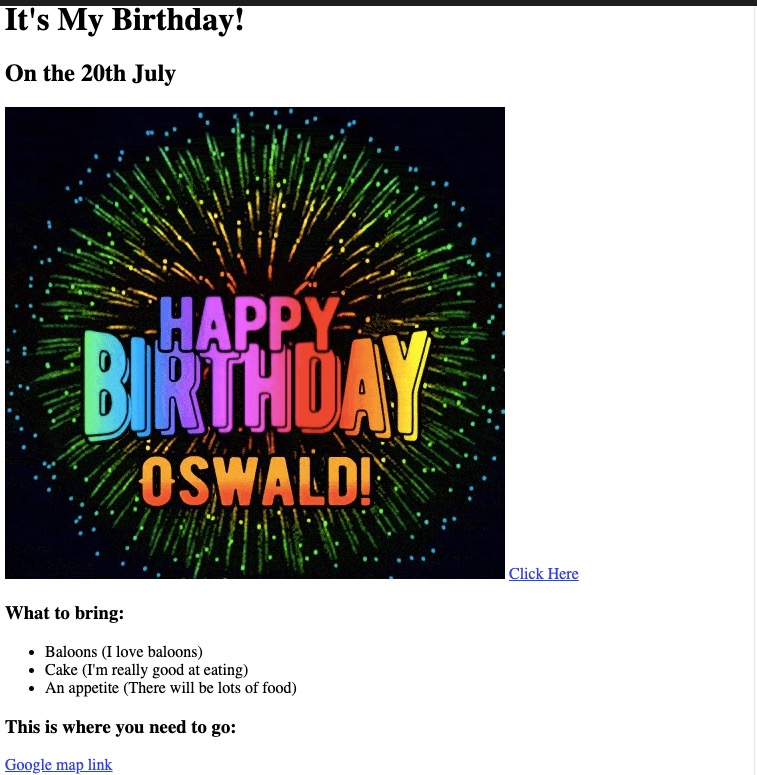 It's My Birthday!
On the 20th July
HAPPY
BIRTHDAY
OSWALD!
Click Here
What to bring:
Baloons (I love baloons)
Cake (I'm really good at eating)
An appetite (There will be lots of food)
This is where you need to go:
Google map link